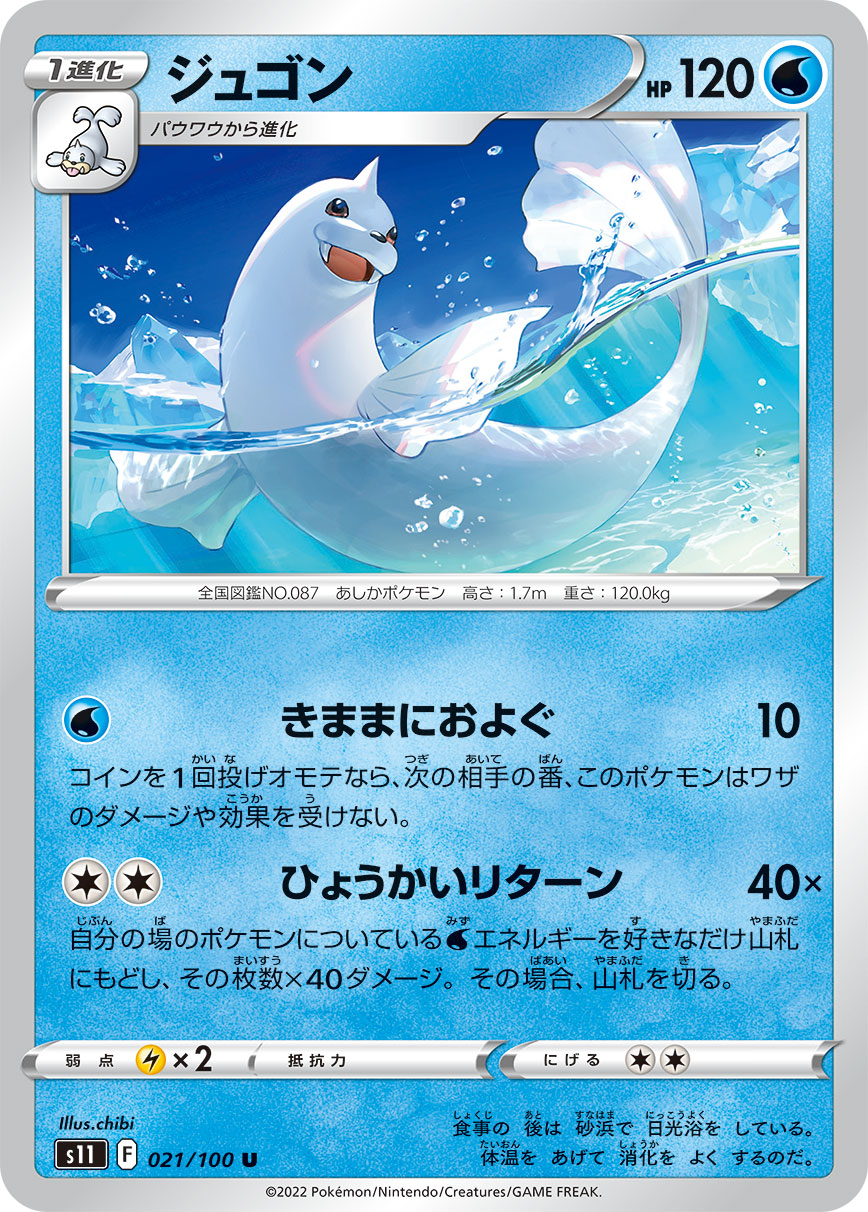 1進化 ジュゴン HP 120
パウワウから進化
全国図鑑NO.087 あしかポケモン 高さ：1.7m 重さ：120.0kg
きままにおよぐ 10
コインを1回投げオモテなら、次の相手の番、このポケモンはワザ
のダメージや効果を受けない。
ひょうかいリターン 40×
自分の場のポケモンについているエネルギーを好きなだけ山札
にもどし、その枚数×40ダメージ。その場合、山札を切る。
弱点 ×2 抵抗力 にげる
Illus.chibi
s11 F 021/100 U
食事の 後は 砂浜で 日光浴を している。
体温を あげて 消化を よく するのだ。
©2022 Pokémon/Nintendo/Creatures/GAME FREAK.